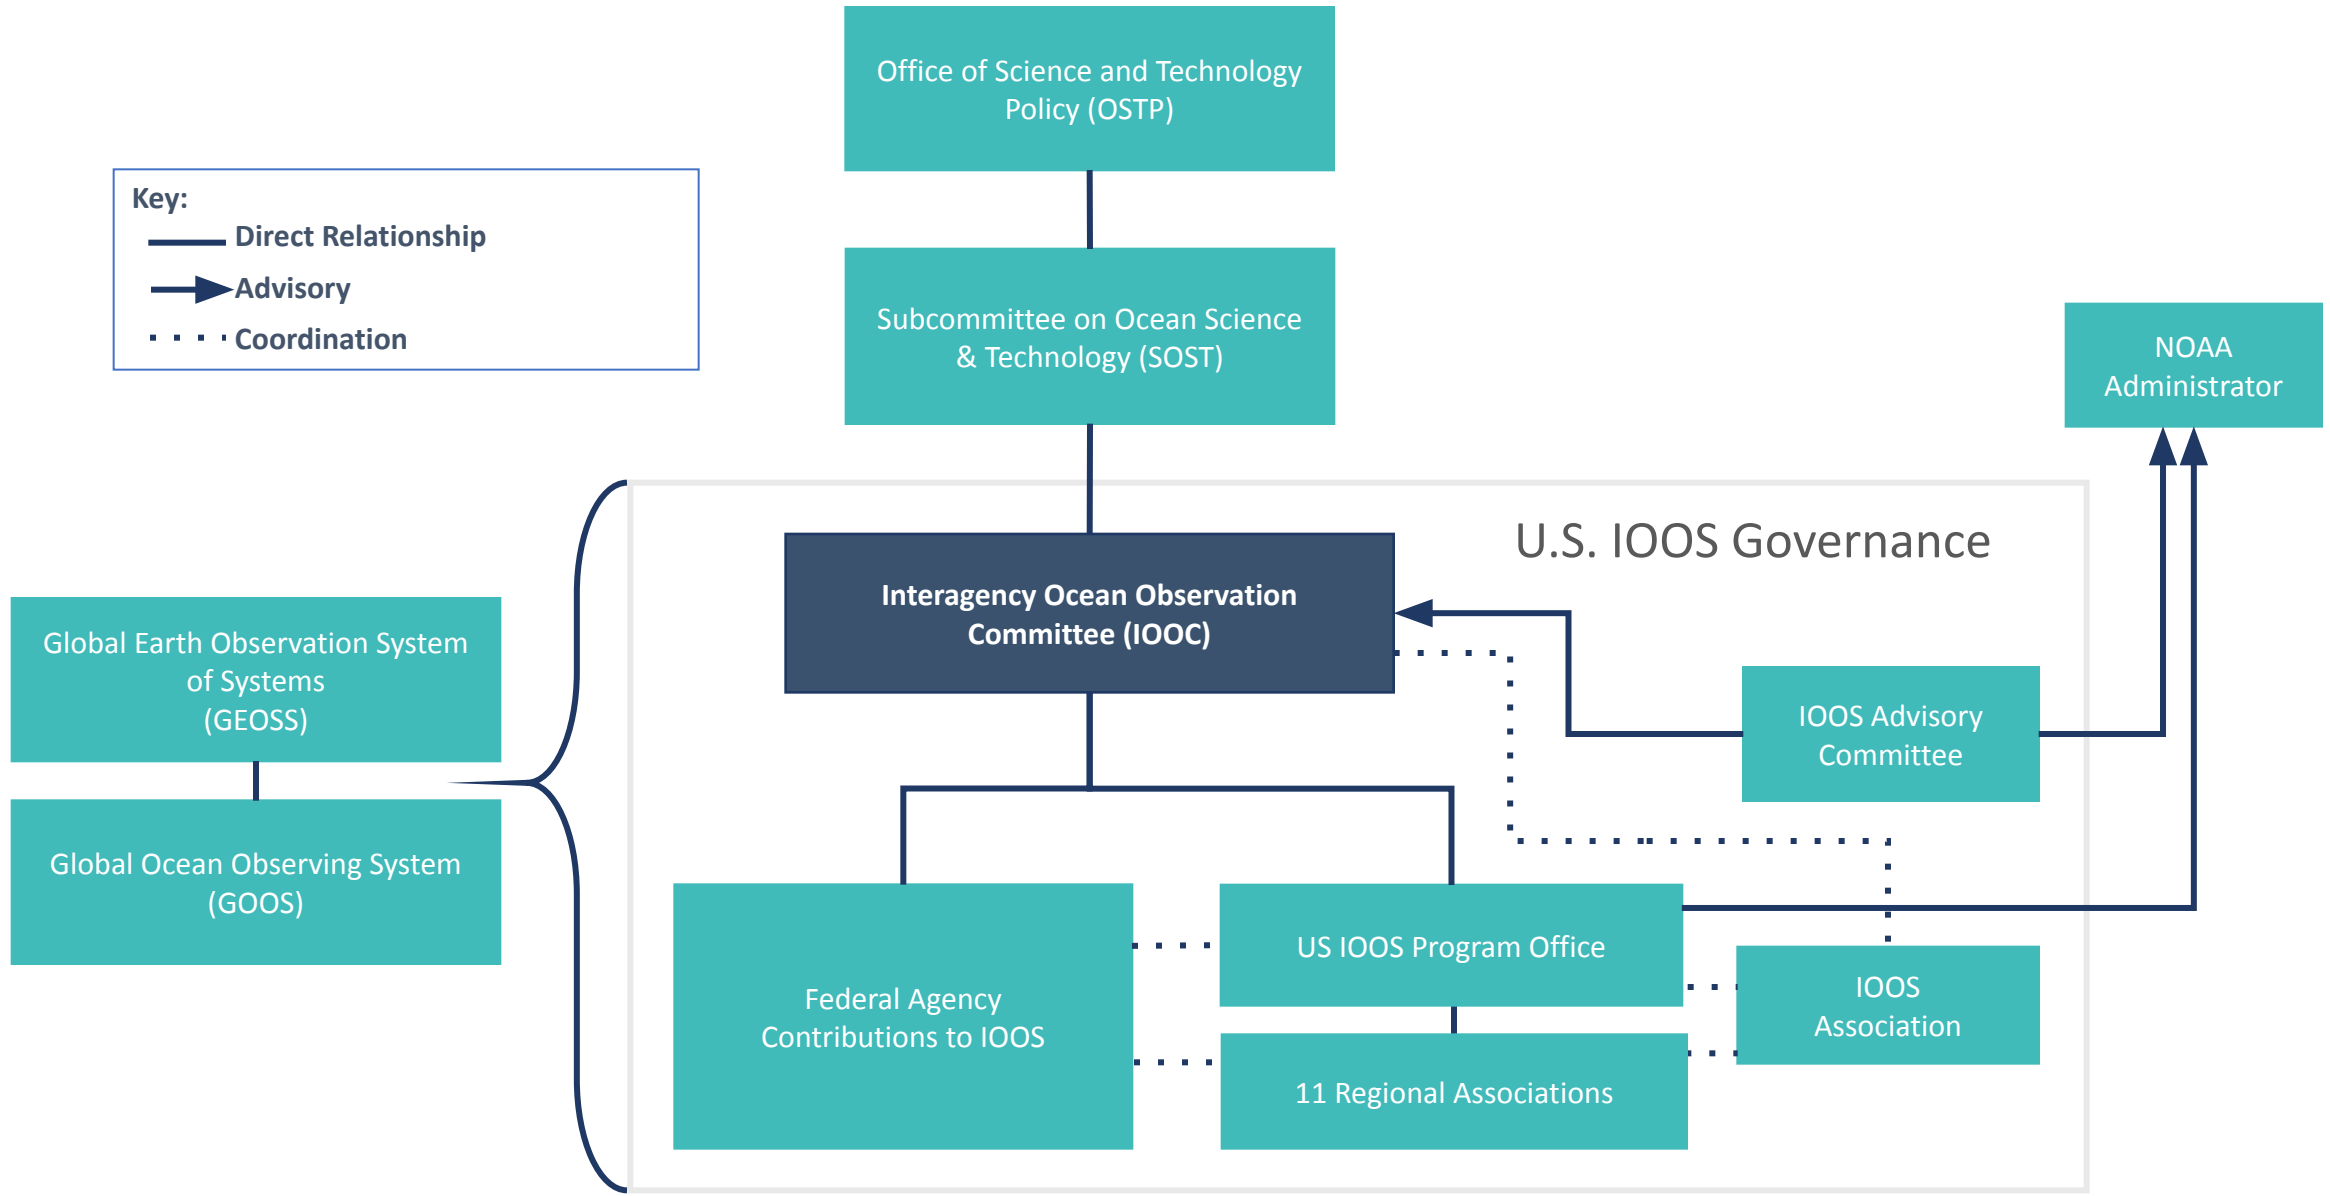 Office of Science and Technology
Policy (OSTP)
Key:
Direct Relationship
Advisory
Coordination
Subcommittee on Ocean Science
& Technology (SOST)
NOAA
Administrator
U.S. IOOS Governance
Interagency Ocean Observation
Committee (IOOC)
Global Earth Observation System
of Systems
(GEOSS)
IOOS Advisory
Committee
Global Ocean Observing System
(GOOS)
US IOOS Program Office
Federal Agency
Contributions to IOOS
IOOS
Association
11 Regional Associations